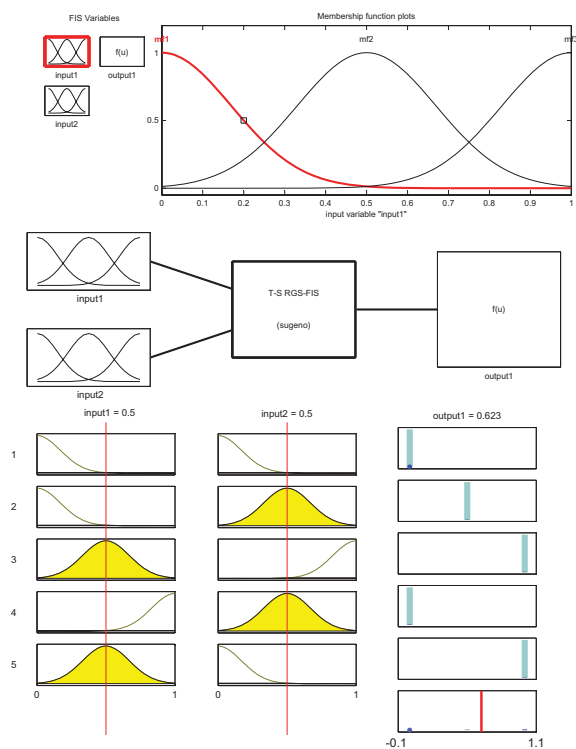 FIS Variables
Membership function plots
f(u)
input1
output1
input2
mf1
mf2
mf3
1
0.5
0
0
0.1
0.2
0.3
0.4
0.5
0.6
0.7
0.8
0.9
1
input variable "input1"
input1
T-S RGS-FIS
(sugeno)
f(u)
output1
input2
input1 = 0.5
input2 = 0.5
output1 = 0.623
1
2
3
4
5
0
1
0
1
-0.1
1.1